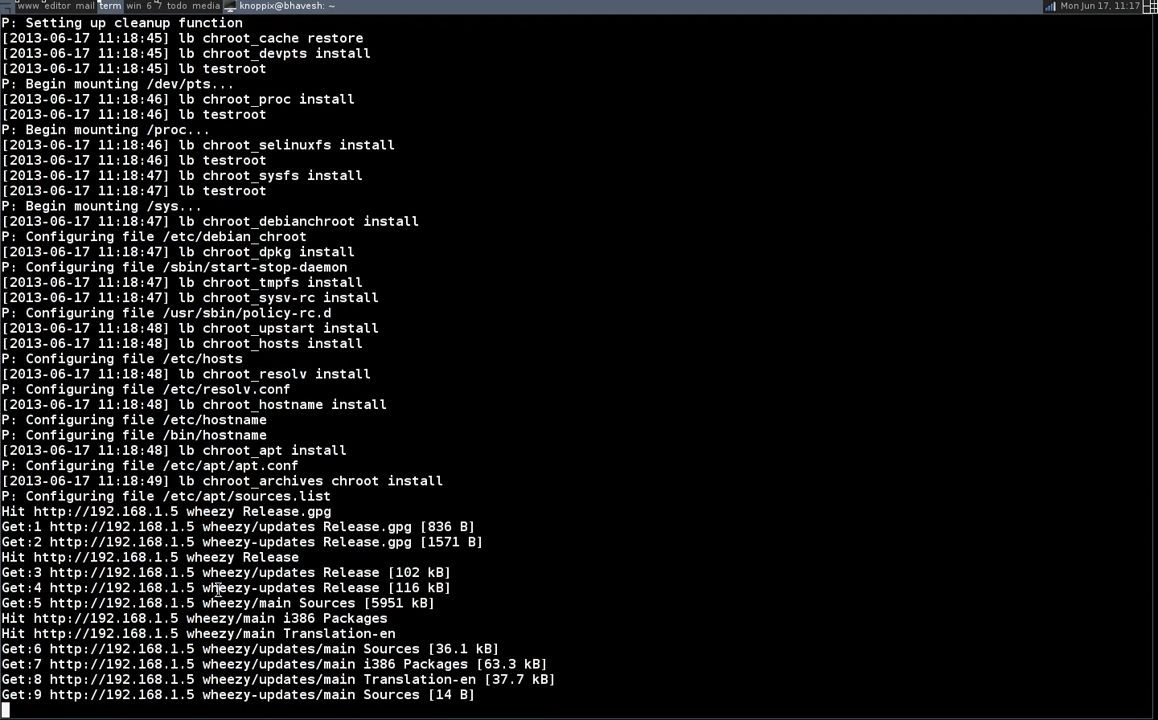 www editor mail term win 6 7 todo media knoppix@bhavesh: ~ Mon Jun 17, 11:17
P: Setting up cleanup function
[2013-06-17 11:18:45] lb chroot_cache restore
[2013-06-17 11:18:45] lb chroot_devpts install
[2013-06-17 11:18:45] lb testroot
P: Begin mounting /dev/pts...
[2013-06-17 11:18:46] lb chroot_proc install
[2013-06-17 11:18:46] lb testroot
P: Begin mounting /proc...
[2013-06-17 11:18:46] lb chroot_selinuxfs install
[2013-06-17 11:18:46] lb testroot
[2013-06-17 11:18:47] lb chroot_sysfs install
[2013-06-17 11:18:47] lb testroot
P: Begin mounting /sys...
[2013-06-17 11:18:47] lb chroot_debianchroot install
P: Configuring file /etc/debian_chroot
[2013-06-17 11:18:47] lb chroot_dpkg install
P: Configuring file /sbin/start-stop-daemon
[2013-06-17 11:18:47] lb chroot_tmpfs install
[2013-06-17 11:18:47] lb chroot_sysv-rc install
P: Configuring file /usr/sbin/policy-rc.d
[2013-06-17 11:18:48] lb chroot_upstart install
[2013-06-17 11:18:48] lb chroot_hosts install
P: Configuring file /etc/hosts
[2013-06-17 11:18:48] lb chroot_resolv install
P: Configuring file /etc/resolv.conf
[2013-06-17 11:18:48] lb chroot_hostname install
P: Configuring file /etc/hostname
P: Configuring file /bin/hostname
[2013-06-17 11:18:48] lb chroot_apt install
P: Configuring file /etc/apt/apt.conf
[2013-06-17 11:18:49] lb chroot_archives chroot install
P: Configuring file /etc/apt/sources.list
Hit http://192.168.1.5 wheezy Release.gpg
Get:1 http://192.168.1.5 wheezy/updates Release.gpg [836 B]
Get:2 http://192.168.1.5 wheezy-updates Release.gpg [1571 B]
Hit http://192.168.1.5 wheezy Release
Get:3 http://192.168.1.5 wheezy/updates Release [102 kB]
Get:4 http://192.168.1.5 wheezy-updates Release [116 kB]
Get:5 http://192.168.1.5 wheezy/main Sources [5951 kB]
Hit http://192.168.1.5 wheezy/main i386 Packages
Hit http://192.168.1.5 wheezy/main Translation-en
Get:6 http://192.168.1.5 wheezy/updates/main Sources [36.1 kB]
Get:7 http://192.168.1.5 wheezy/updates/main i386 Packages [63.3 kB]
Get:8 http://192.168.1.5 wheezy/updates/main Translation-en [37.7 kB]
Get:9 http://192.168.1.5 wheezy-updates/main Sources [14 B]